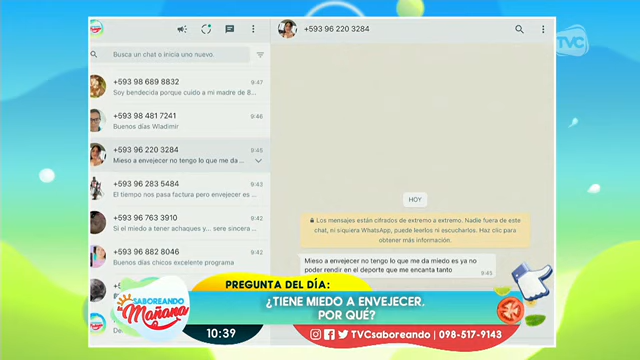 +593 96 220 3284
TVC
Busca un chat o inicia uno nuevo.
+593 98 689 8832
9:47
Soy bendecida porque cuido a mi madre de 8...
+593 98 481 7241
9:46
Buenos días Wladimir
+593 96 220 3284
9:45
Mieso a envejecer no tengo lo que me da ...
+593 96 283 5484
9:43
El tiempo nos pasa factura pero envejecer es ...
+593 96 763 3910
9:42
Si el temor a tener achaques y... sere sincera ...
+593 96 882 8046
9:42
Buenos días chicos excelente programa
HOY
Los mensajes están cifrados de extremo a extremo. Nadie fuera de este
chat, ni siquiera WhatsApp, puede leerlos ni escucharlos. Haz clic para
obtener más información.
Mieso a envejecer no tengo lo que me da miedo es ya no
poder rendir en el deporte que me encanta tanto
9:45
PREGUNTA DEL DÍA:
¿TIENE MIEDO A ENVEJECER.
POR QUÉ?
SABOREANDO
la Mañana
10:39
TVCsaboreando | 098-517-9143